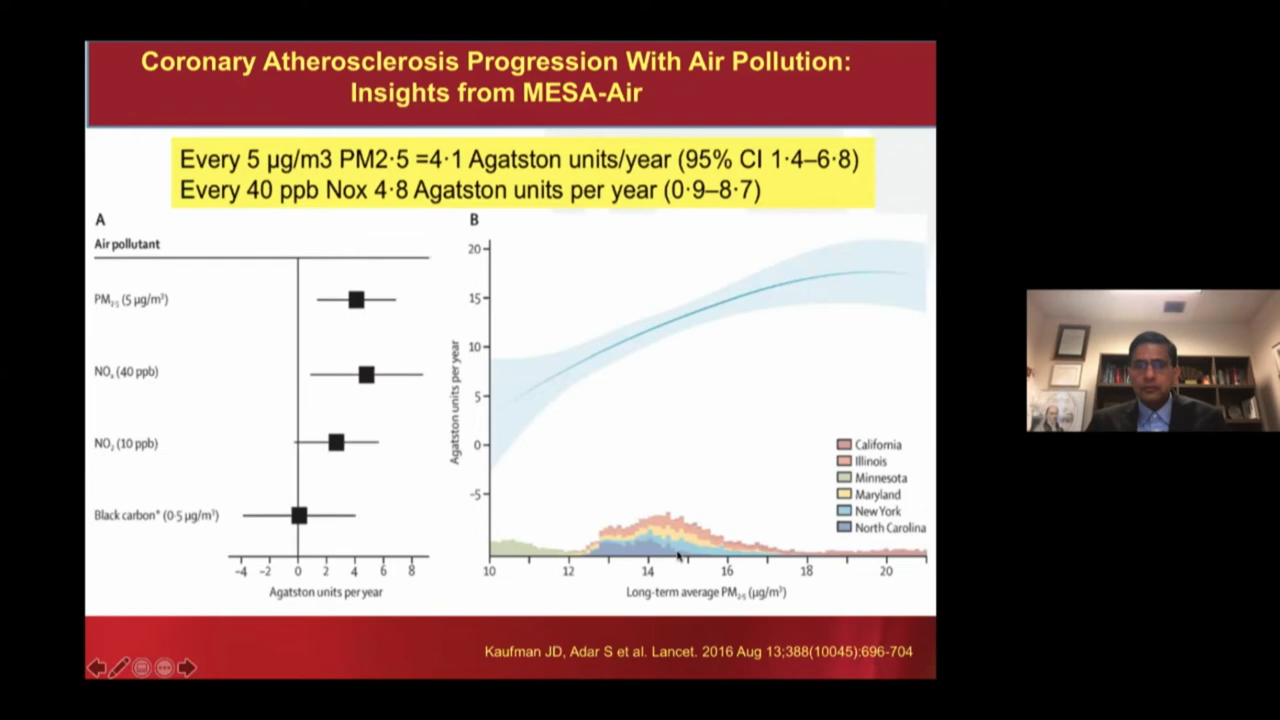 Coronary Atherosclerosis Progression With Air Pollution:
Insights from MESA-Air
Every 5 µg/m3 PM2·5 =4·1 Agatston units/year (95% CI 1·4–6·8)
Every 40 ppb Nox 4·8 Agatston units per year (0·9–8·7)
A
Air pollutant
PM₂.₅ (5 µg/m³)
NOₓ (40 ppb)
NO₂ (10 ppb)
Black carbon* (0·5 µg/m³)
-4 -2 0 2 4 6 8
Agatston units per year
B
20
15
10
5
0
-5
Agatston units per year
10 12 14 16 18 20
Long-term average PM₂.₅ (µg/m³)
California
Illinois
Minnesota
Maryland
New York
North Carolina
Kaufman JD, Adar S et al. Lancet. 2016 Aug 13;388(10045):696-704